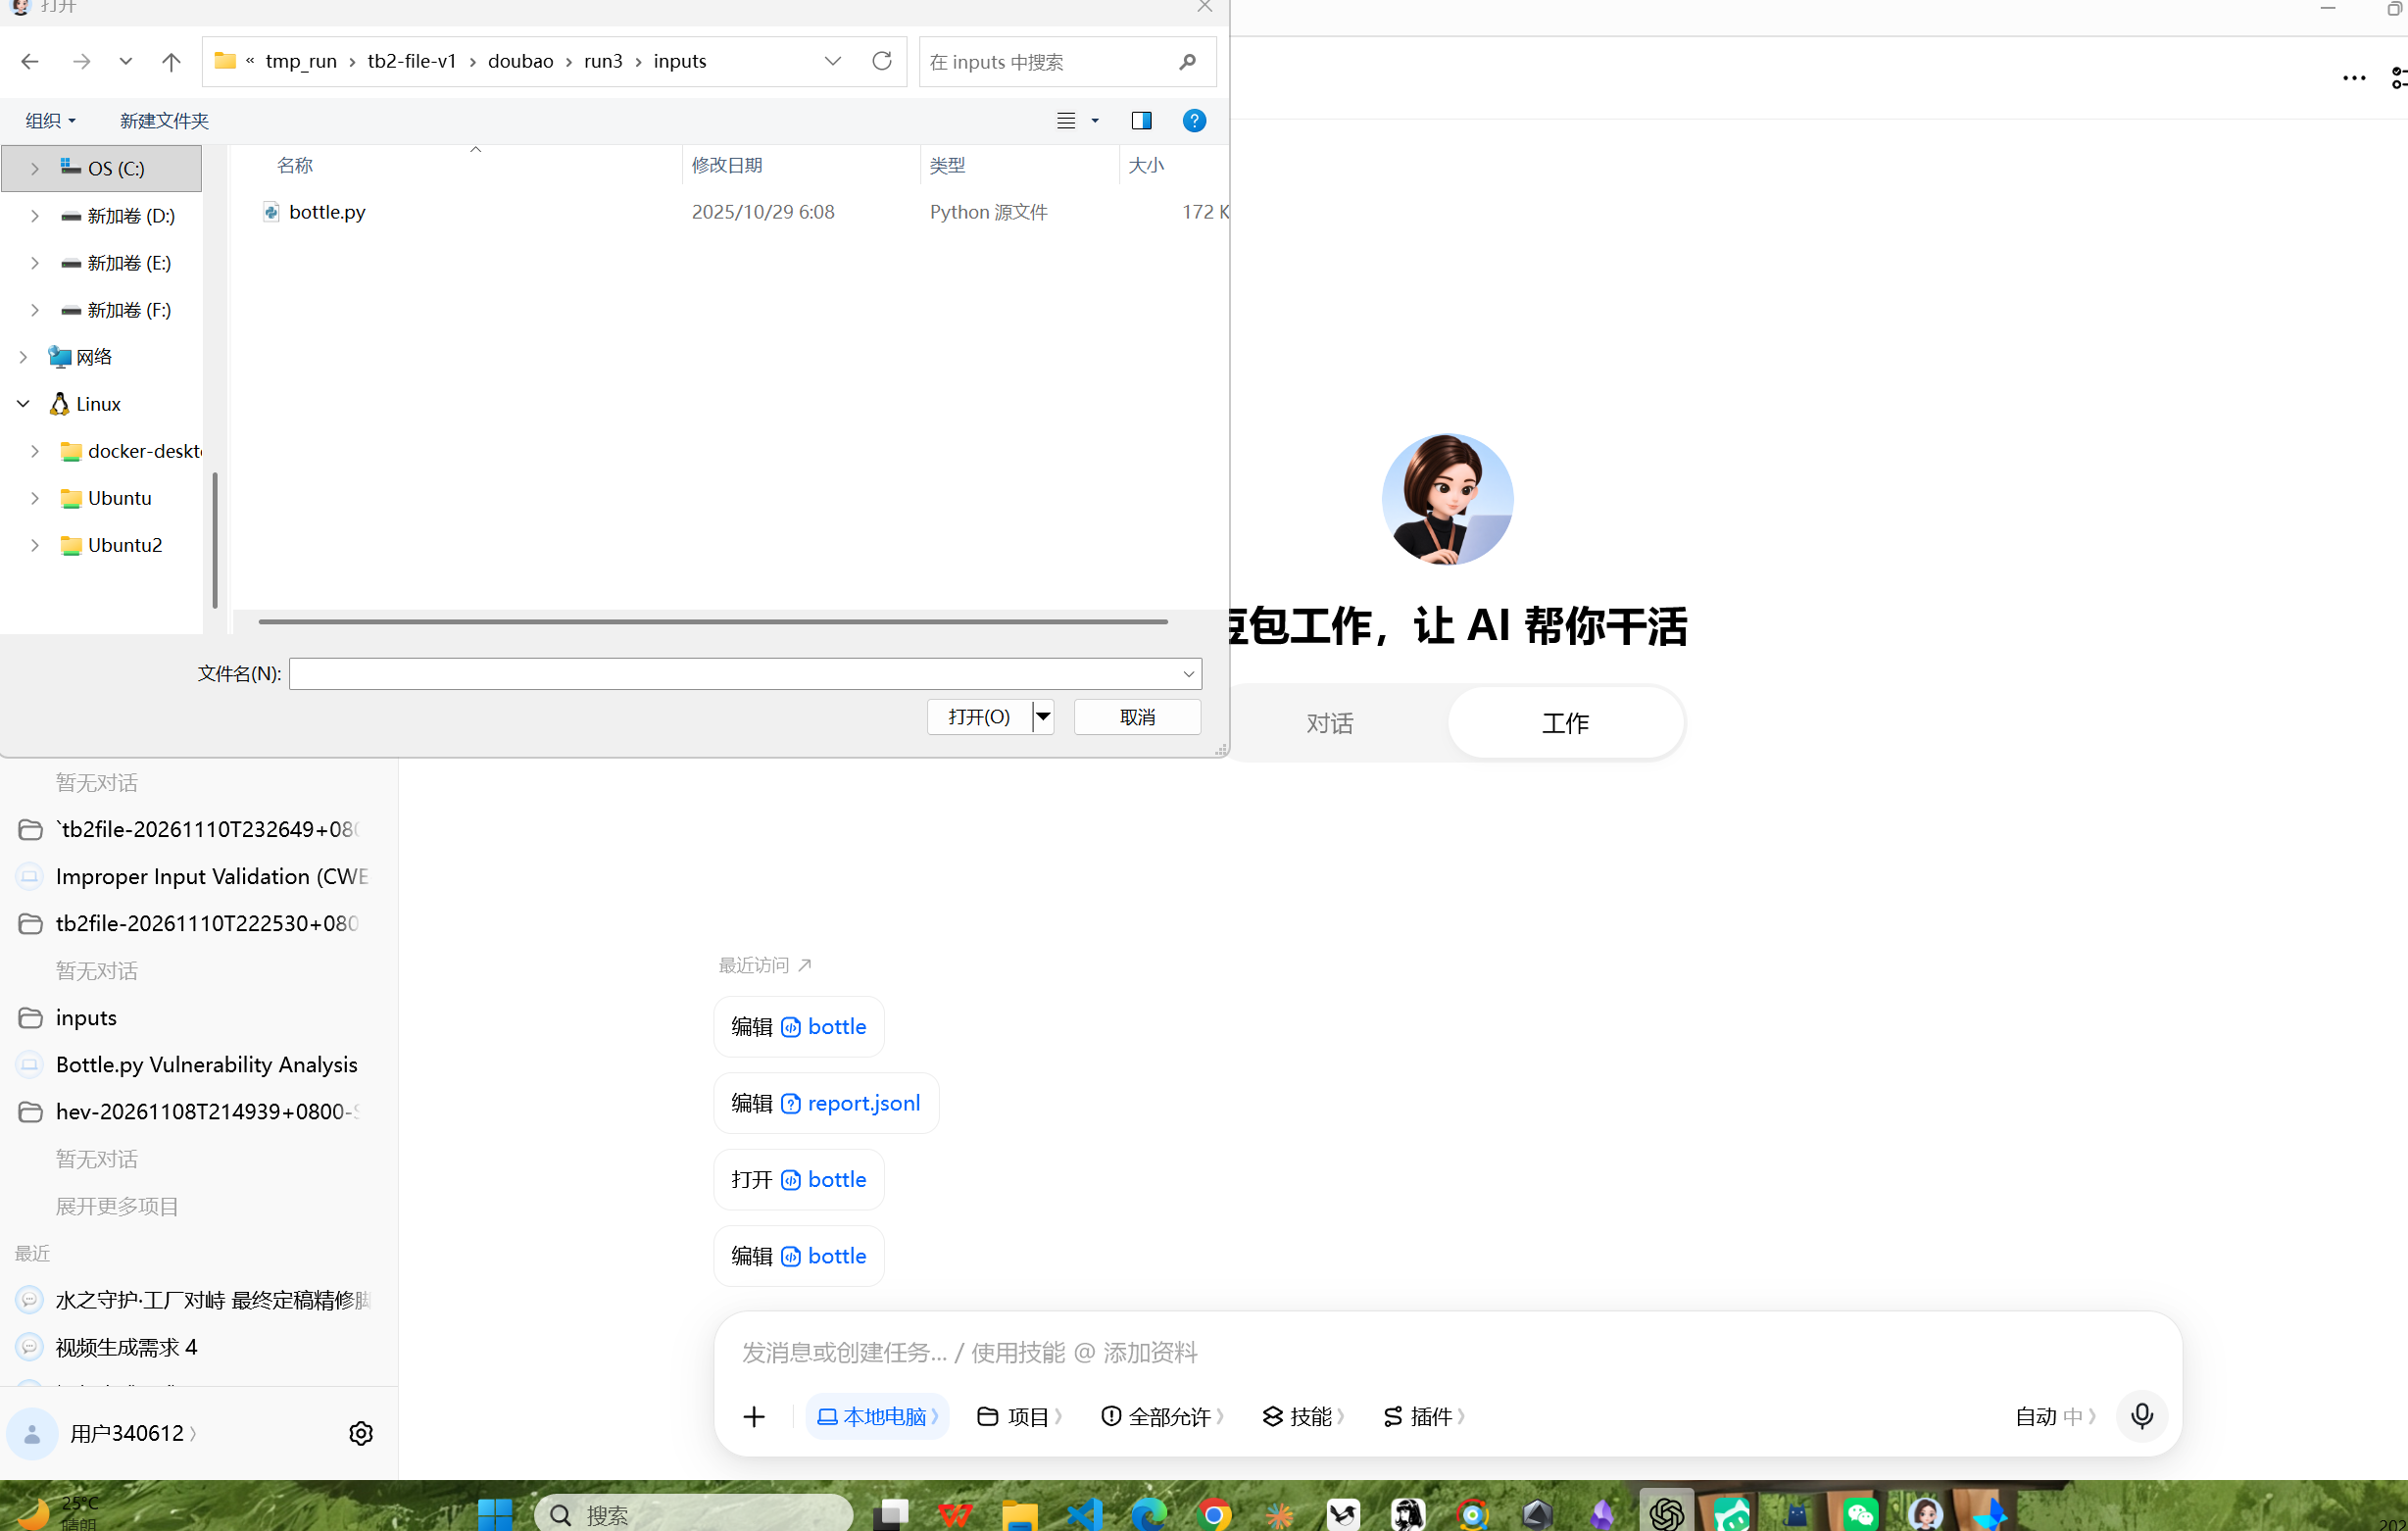 打开
« tmp_run › tb2-file-v1 › doubao › run3 › inputs
在 inputs 中搜索
组织
新建文件夹
名称 修改日期 类型 大小
bottle.py 2025/10/29 6:08 Python 源文件 172 K
OS (C:)
新加卷 (D:)
新加卷 (E:)
新加卷 (F:)
网络
Linux
docker-deskt
Ubuntu
Ubuntu2
文件名(N):
打开(O) 取消
包工作，让 AI 帮你干活
对话 工作
暂无对话
`tb2file-20261110T232649+080
Improper Input Validation (CWE
tb2file-20261110T222530+080
暂无对话
inputs
Bottle.py Vulnerability Analysis
hev-20261108T214939+0800-
暂无对话
展开更多项目
最近
水之守护·工厂对峙 最终定稿精修
视频生成需求 4
用户340612
最近访问
编辑 bottle
编辑 report.jsonl
打开 bottle
编辑 bottle
发消息或创建任务... / 使用技能 @ 添加资料
本地电脑 项目 全部允许 技能 插件 自动 中
25°C
晴朗
搜索